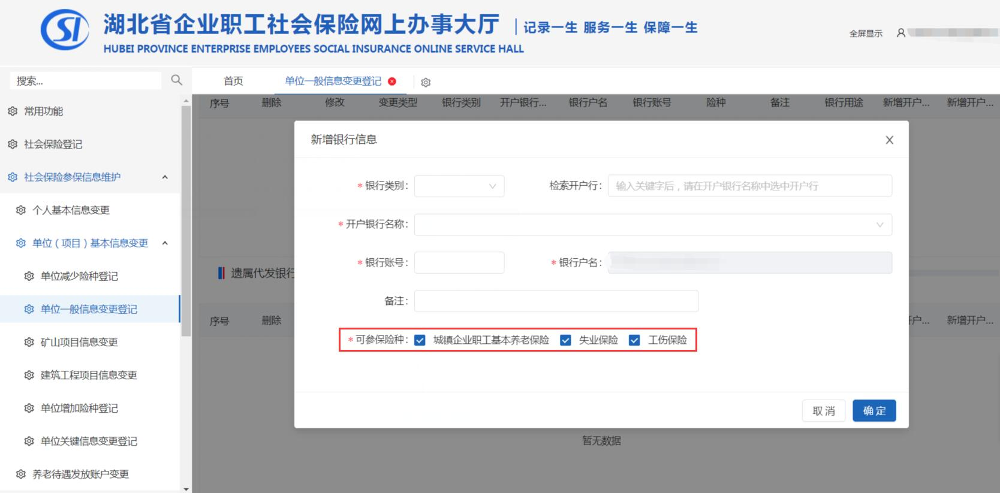 湖北省企业职工社会保险网上办事大厅 | 记录一生 服务一生 保障一生
HUBEI PROVINCE ENTERPRISE EMPLOYEES SOCIAL INSURANCE ONLINE SERVICE HALL
全屏显示
搜索...
首页 单位一般信息变更登记
常用功能
社会保险登记
社会保险参保信息维护
个人基本信息变更
单位（项目）基本信息变更
单位减少险种登记
单位一般信息变更登记
矿山项目信息变更
建筑工程项目信息变更
单位增加险种登记
单位关键信息变更登记
养老待遇发放账户变更
序号 删除 修改 变更类型 银行类别 开户银行... 银行户名 银行账号 险种 备注 银行用途 新增开户... 新增开户...
新增银行信息
* 银行类别: 检索开户行: 输入关键字后，请在开户银行名称中选中开户行
* 开户银行名称:
* 银行账号: * 银行户名:
备注:
* 可参保险种: 城镇企业职工基本养老保险 失业保险 工伤保险
取消 确定
遗属代发银行
序号 删除 开户... 新增开户...
暂无数据